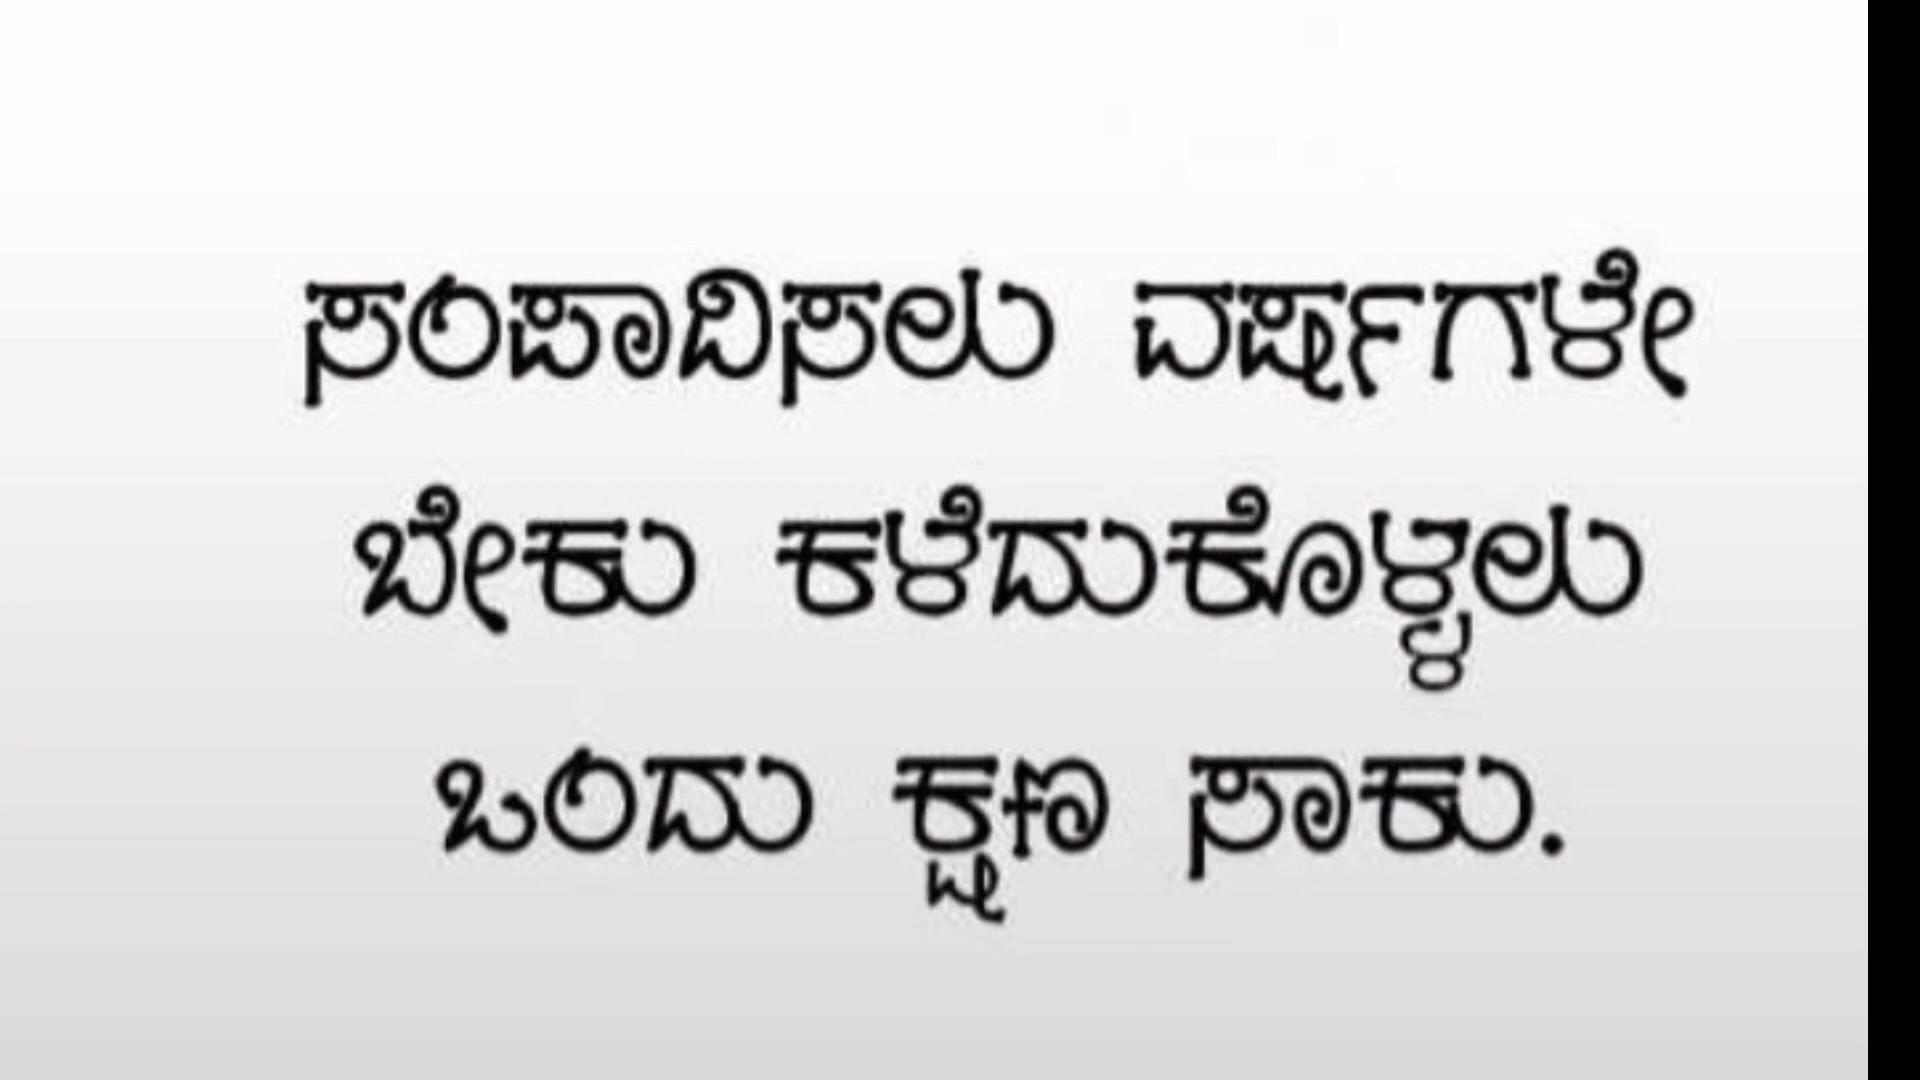 ಸಂಪಾದಿಸಲು ವರ್ಷಗಳೇ
ಬೇಕು ಕಳೆದುಕೊಳ್ಳಲು
ಒಂದು ಕ್ಷಣ ಸಾಕು.